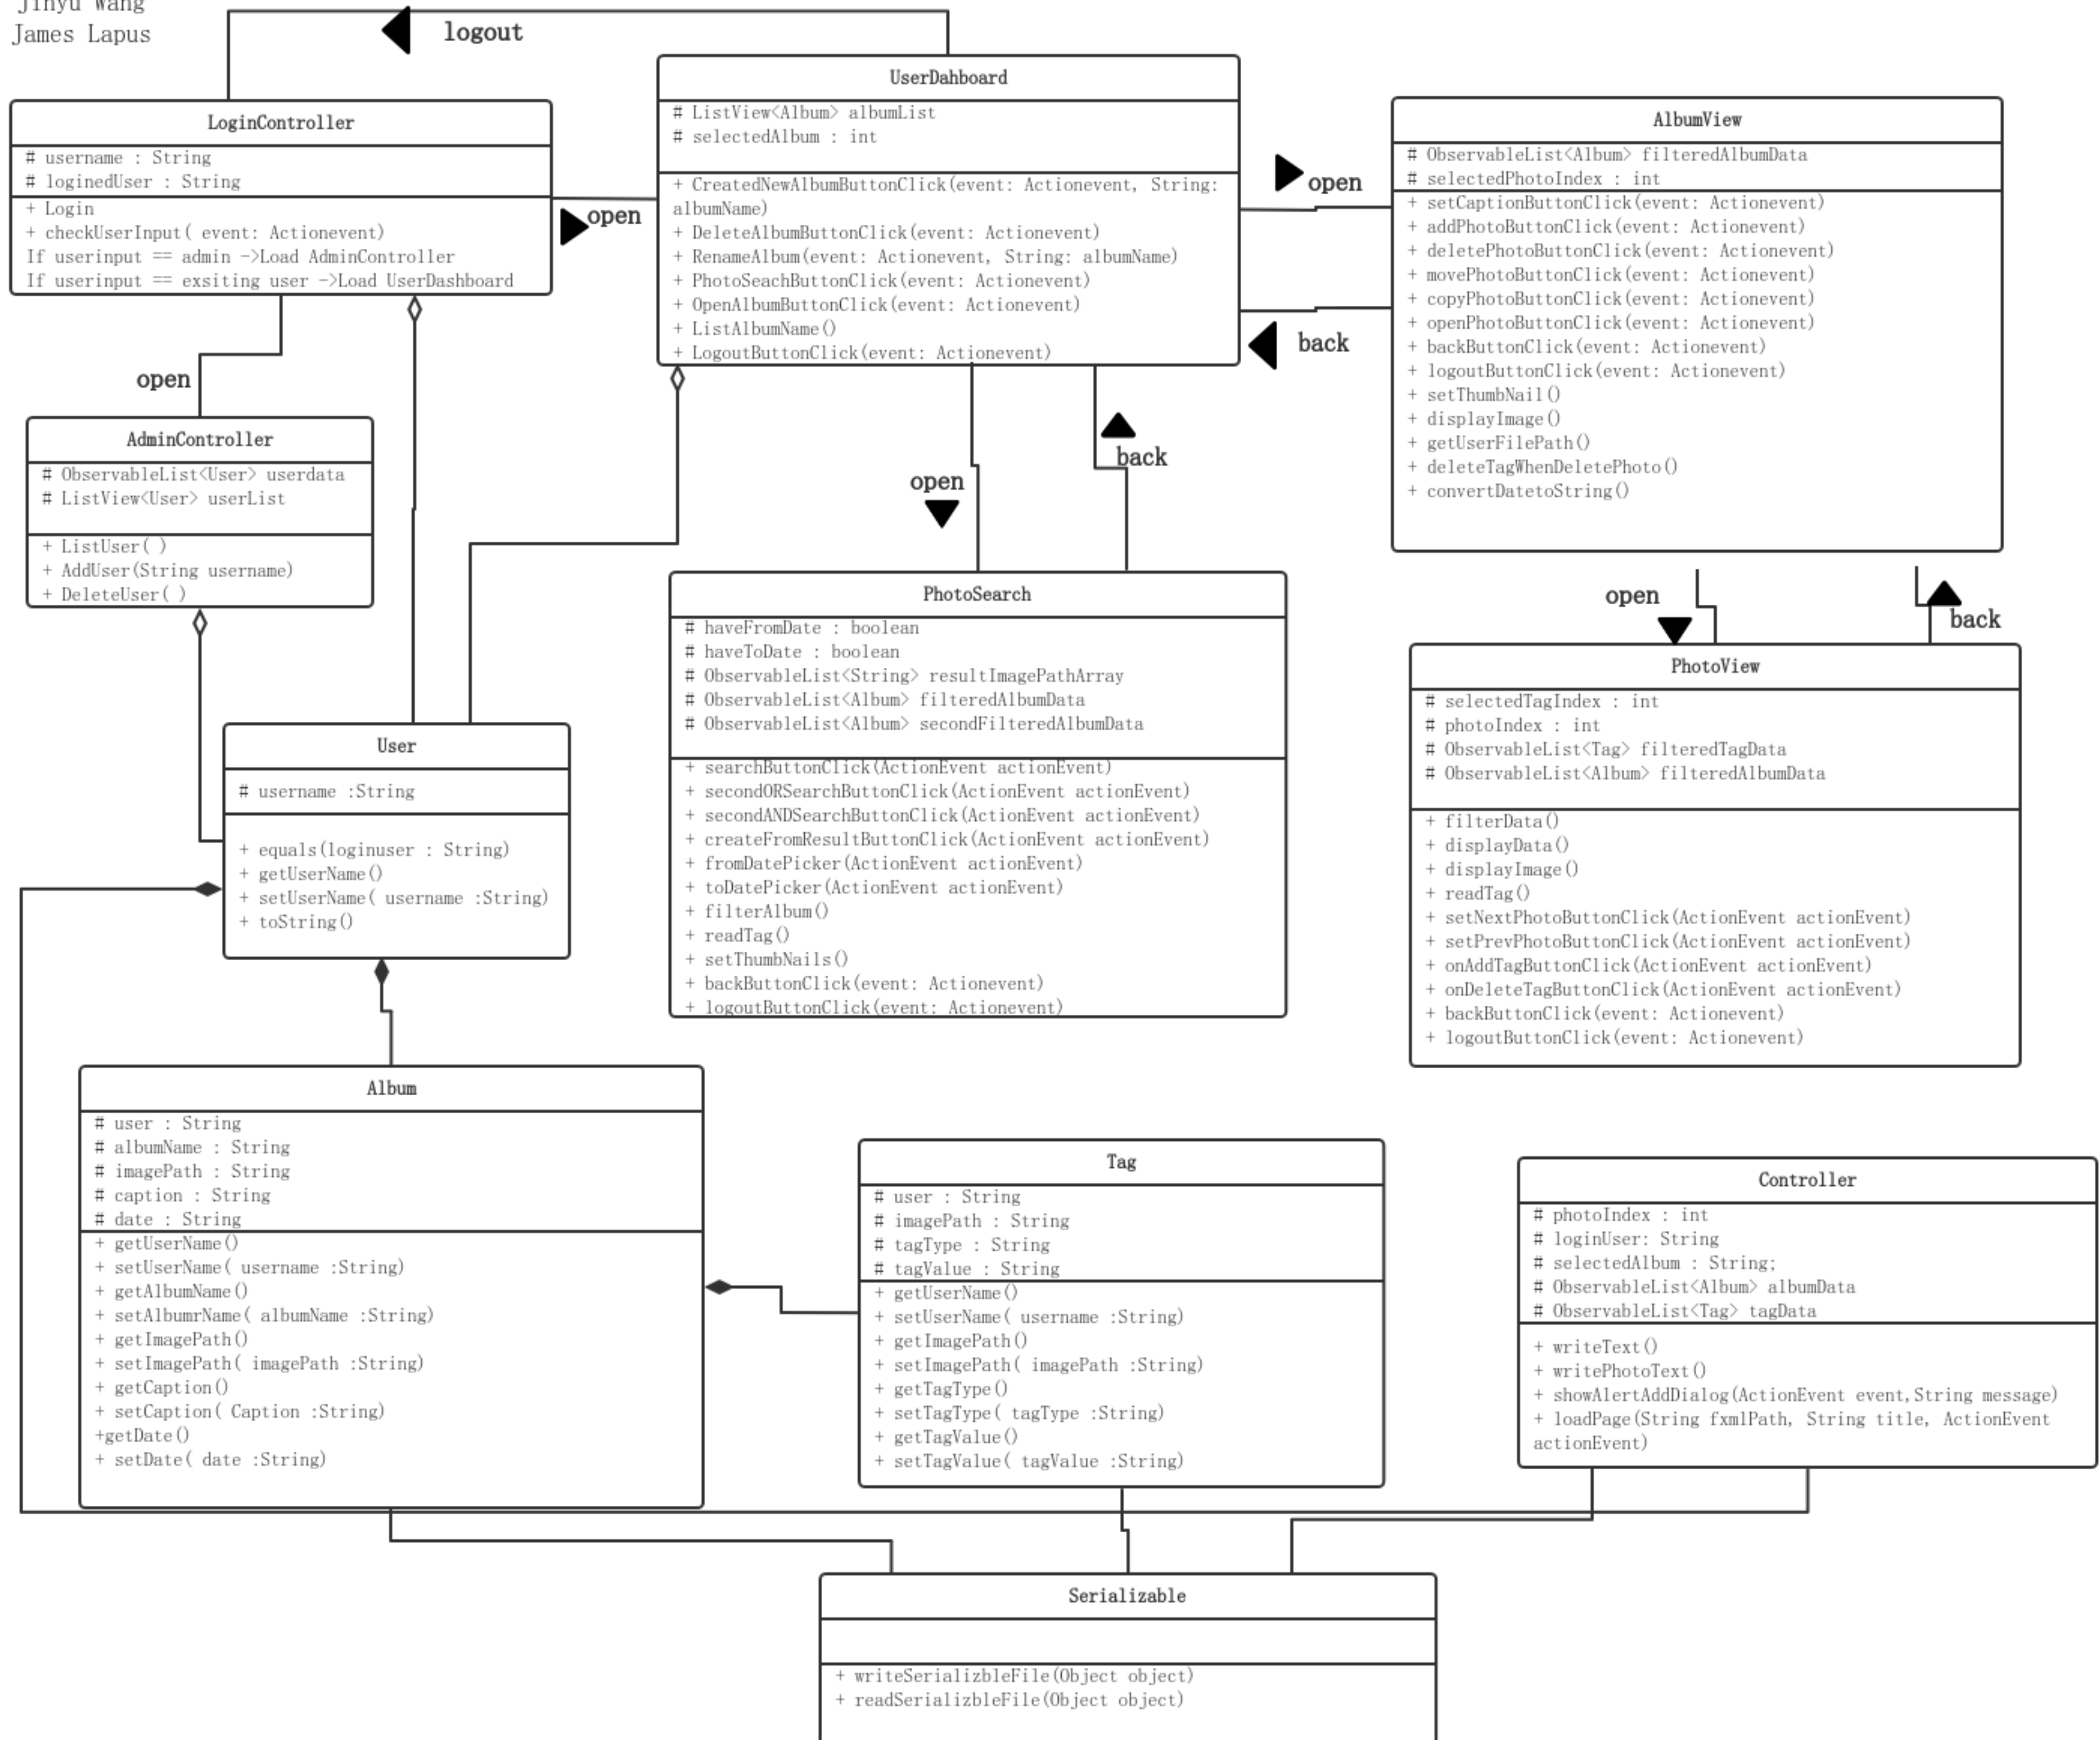 Jinyu Wang
James Lapus
logout
LoginController
# username : String
# loginedUser : String
+ Login
+ checkUserInput( event: Actionevent)
If userinput == admin ->Load AdminController
If userinput == exsiting user ->Load UserDashboard
open
UserDahboard
# ListView<Album> albumList
# selectedAlbum : int
+ CreatedNewAlbumButtonClick(event: Actionevent, String:
albumName)
+ DeleteAlbumButtonClick(event: Actionevent)
+ RenameAlbum(event: Actionevent, String: albumName)
+ PhotoSeachButtonClick(event: Actionevent)
+ OpenAlbumButtonClick(event: Actionevent)
+ ListAlbumName()
+ LogoutButtonClick(event: Actionevent)
open
back
AlbumView
# ObservableList<Album> filteredAlbumData
# selectedPhotoIndex : int
+ setCaptionButtonClick(event: Actionevent)
+ addPhotoButtonClick(event: Actionevent)
+ deletePhotoButtonClick(event: Actionevent)
+ movePhotoButtonClick(event: Actionevent)
+ copyPhotoButtonClick(event: Actionevent)
+ openPhotoButtonClick(event: Actionevent)
+ backButtonClick(event: Actionevent)
+ logoutButtonClick(event: Actionevent)
+ setThumbNail()
+ displayImage()
+ getUserFilePath()
+ deleteTagWhenDeletePhoto()
+ convertDatetoString()
open
AdminController
# ObservableList<User> userdata
# ListView<User> userList
+ ListUser( )
+ AddUser(String username)
+ DeleteUser( )
open
back
PhotoSearch
# haveFromDate : boolean
# haveToDate : boolean
# ObservableList<String> resultImagePathArray
# ObservableList<Album> filteredAlbumData
# ObservableList<Album> secondFilteredAlbumData
+ searchButtonClick(ActionEvent actionEvent)
+ secondORSearchButtonClick(ActionEvent actionEvent)
+ secondANDSearchButtonClick(ActionEvent actionEvent)
+ createFromResultButtonClick(ActionEvent actionEvent)
+ fromDatePicker(ActionEvent actionEvent)
+ toDatePicker(ActionEvent actionEvent)
+ filterAlbum()
+ readTag()
+ setThumbNails()
+ backButtonClick(event: Actionevent)
+ logoutButtonClick(event: Actionevent)
open
back
PhotoView
# selectedTagIndex : int
# photoIndex : int
# ObservableList<Tag> filteredTagData
# ObservableList<Album> filteredAlbumData
+ filterData()
+ displayData()
+ displayImage()
+ readTag()
+ setNextPhotoButtonClick(ActionEvent actionEvent)
+ setPrevPhotoButtonClick(ActionEvent actionEvent)
+ onAddTagButtonClick(ActionEvent actionEvent)
+ onDeleteTagButtonClick(ActionEvent actionEvent)
+ backButtonClick(event: Actionevent)
+ logoutButtonClick(event: Actionevent)
User
# username :String
+ equals(loginuser : String)
+ getUserName()
+ setUserName( username :String)
+ toString()
Album
# user : String
# albumName : String
# imagePath : String
# caption : String
# date : String
+ getUserName()
+ setUserName( username :String)
+ getAlbumName()
+ setAlbumrName( albumName :String)
+ getImagePath()
+ setImagePath( imagePath :String)
+ getCaption()
+ setCaption( Caption :String)
+getDate()
+ setDate( date :String)
Tag
# user : String
# imagePath : String
# tagType : String
# tagValue : String
+ getUserName()
+ setUserName( username :String)
+ getImagePath()
+ setImagePath( imagePath :String)
+ getTagType()
+ setTagType( tagType :String)
+ getTagValue()
+ setTagValue( tagValue :String)
Controller
# photoIndex : int
# loginUser: String
# selectedAlbum : String;
# ObservableList<Album> albumData
# ObservableList<Tag> tagData
+ writeText()
+ writePhotoText()
+ showAlertAddDialog(ActionEvent event,String message)
+ loadPage(String fxmlPath, String title, ActionEvent
actionEvent)
Serializable
+ writeSerializbleFile(Object object)
+ readSerializbleFile(Object object)